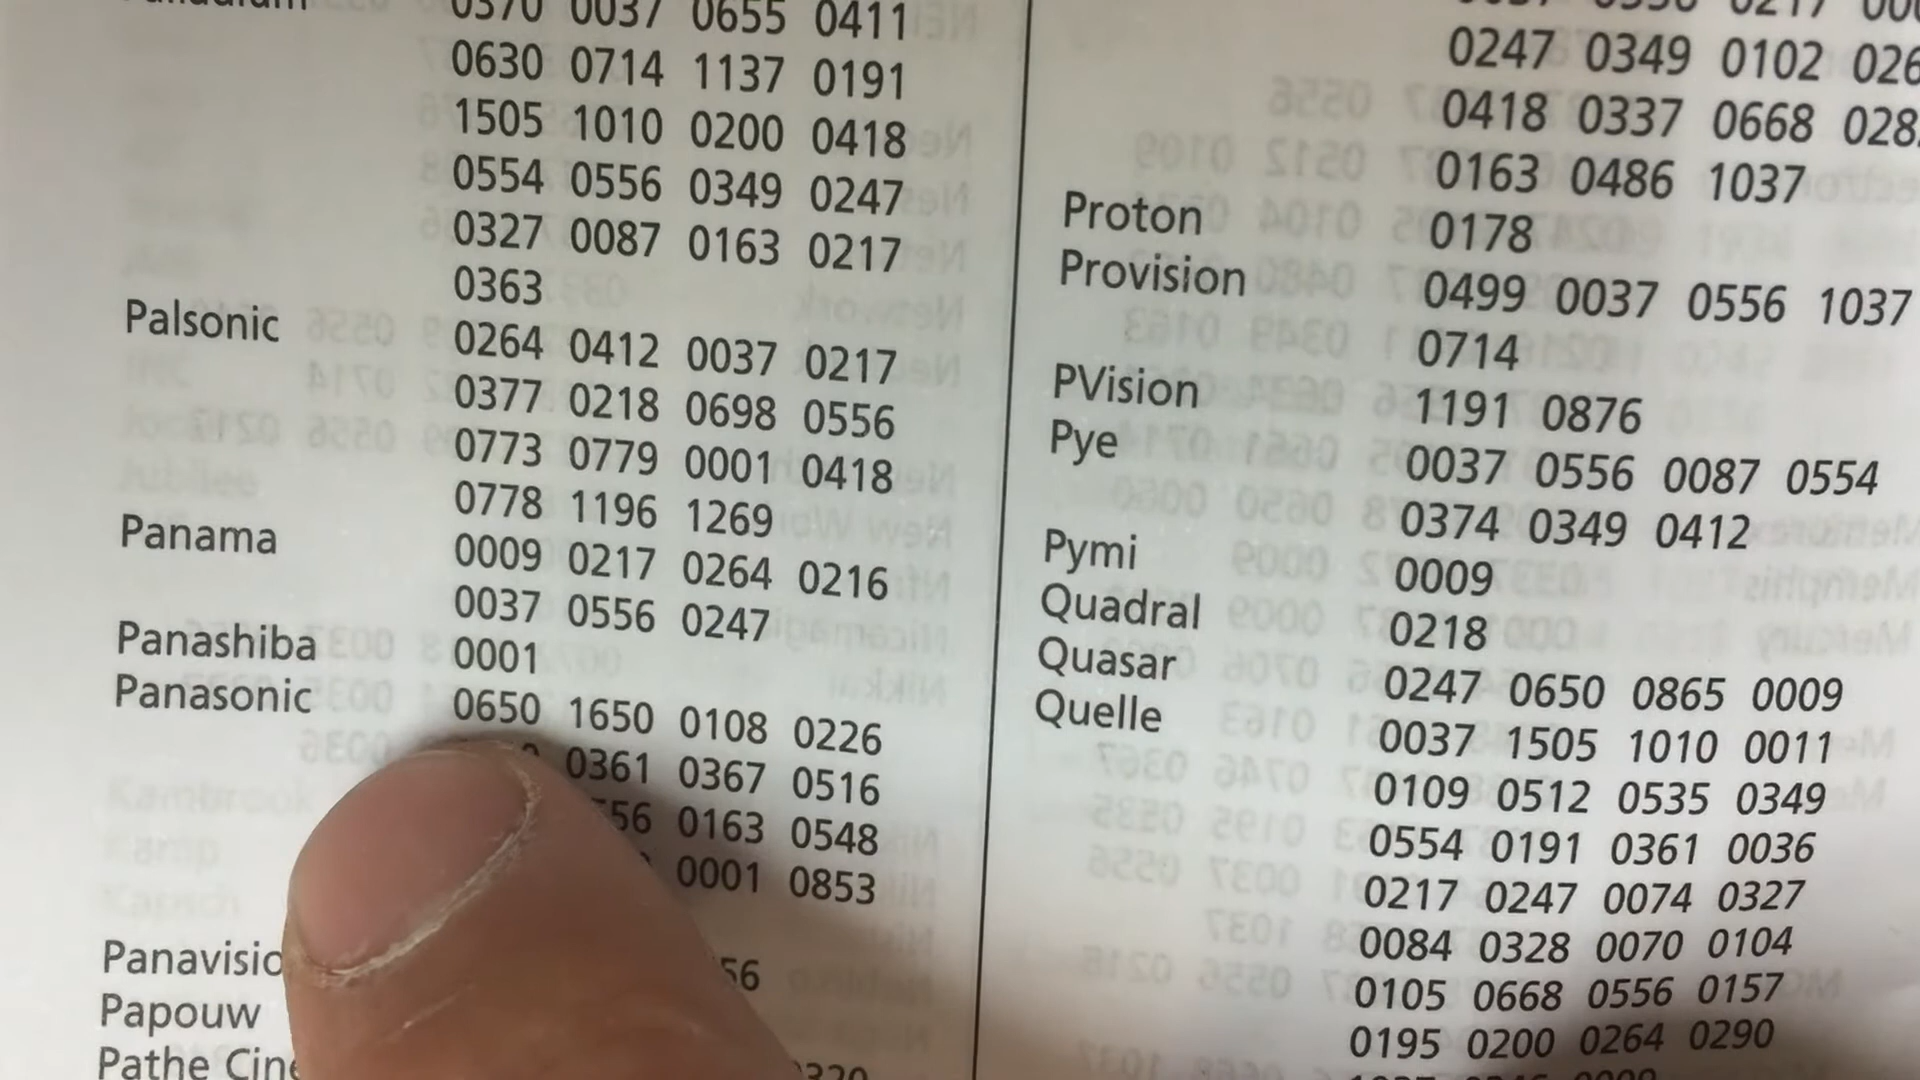 0370 0037 0655 0411
0630 0714 1137 0191
1505 1010 0200 0418
0554 0556 0349 0247
0327 0087 0163 0217
0363
Palsonic 0264 0412 0037 0217
0377 0218 0698 0556
0773 0779 0001 0418
0778 1196 1269
Panama 0009 0217 0264 0216
0037 0556 0247
Panashiba 0001
Panasonic 0650 1650 0108 0226
0361 0367 0516
0163 0548
0001 0853
Papouw
Pathe
0217
0247 0349 0102
0418 0337 0668
0163 0486 1037
Proton 0178
Provision 0499 0037 0556 1037
0714
PVision 1191 0876
Pye 0037 0556 0087 0554
0374 0349 0412
Pymi 0009
Quadral 0218
Quasar 0247 0650 0865 0009
Quelle 0037 1505 1010 0011
0109 0512 0535 0349
0554 0191 0361 0036
0217 0247 0074 0327
0084 0328 0070 0104
0105 0668 0556 0157
0195 0200 0264 0290